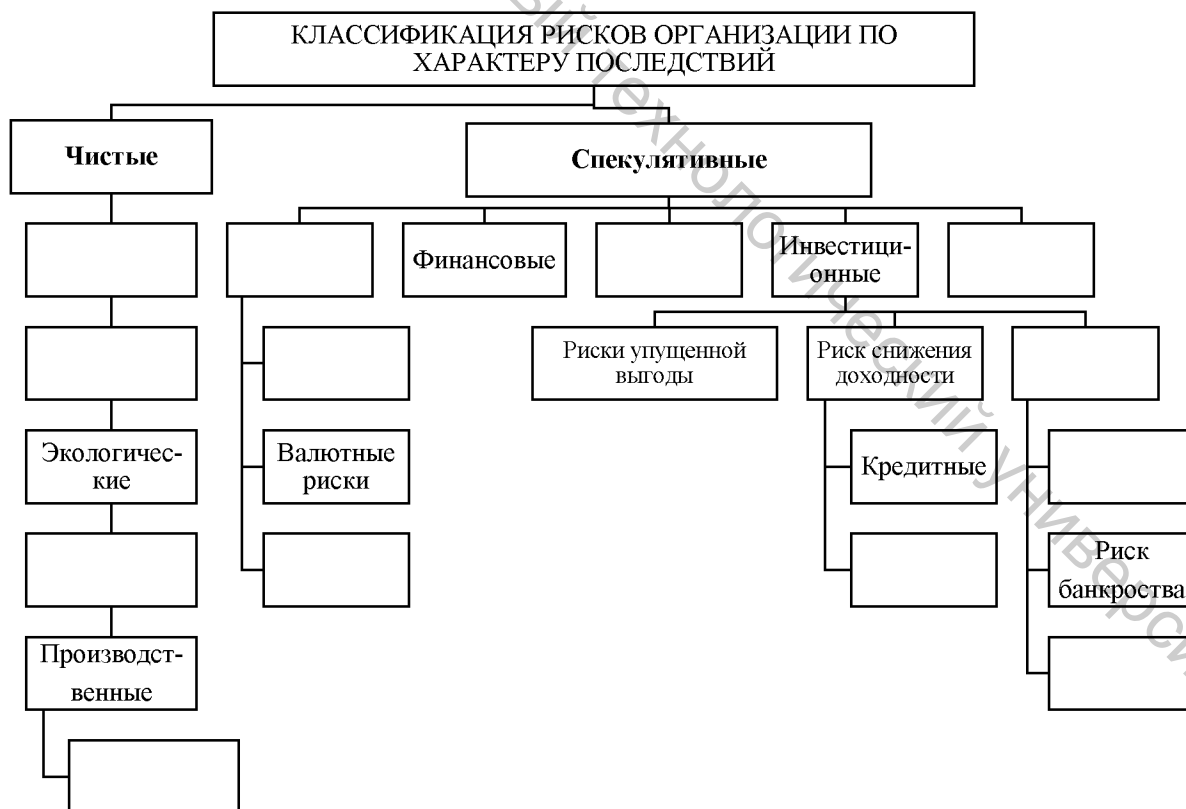 КЛАССИФИКАЦИЯ РИСКОВ ОРГАНИЗАЦИИ ПО
ХАРАКТЕРУ ПОСЛЕДСТВИЙ
Чистые
Спекулятивные
Финансовые
Инвестици-
онные
Риски упущенной
выгоды
Риск снижения
доходности
Экологичес-
кие
Валютные
риски
Кредитные
Риск
банкроства
Производст-
венные
технологический